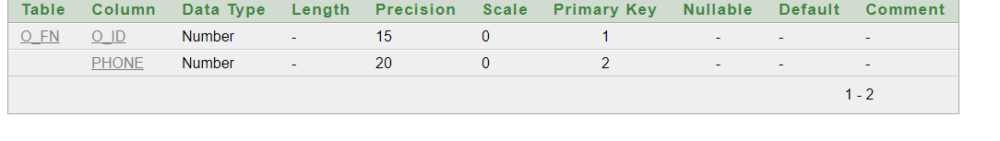 Table Column Data Type Length Precision Scale Primary Key Nullable Default Comment
O_FN O_ID Number - 15 0 1 - - -
PHONE Number - 20 0 2 - - -
1 - 2